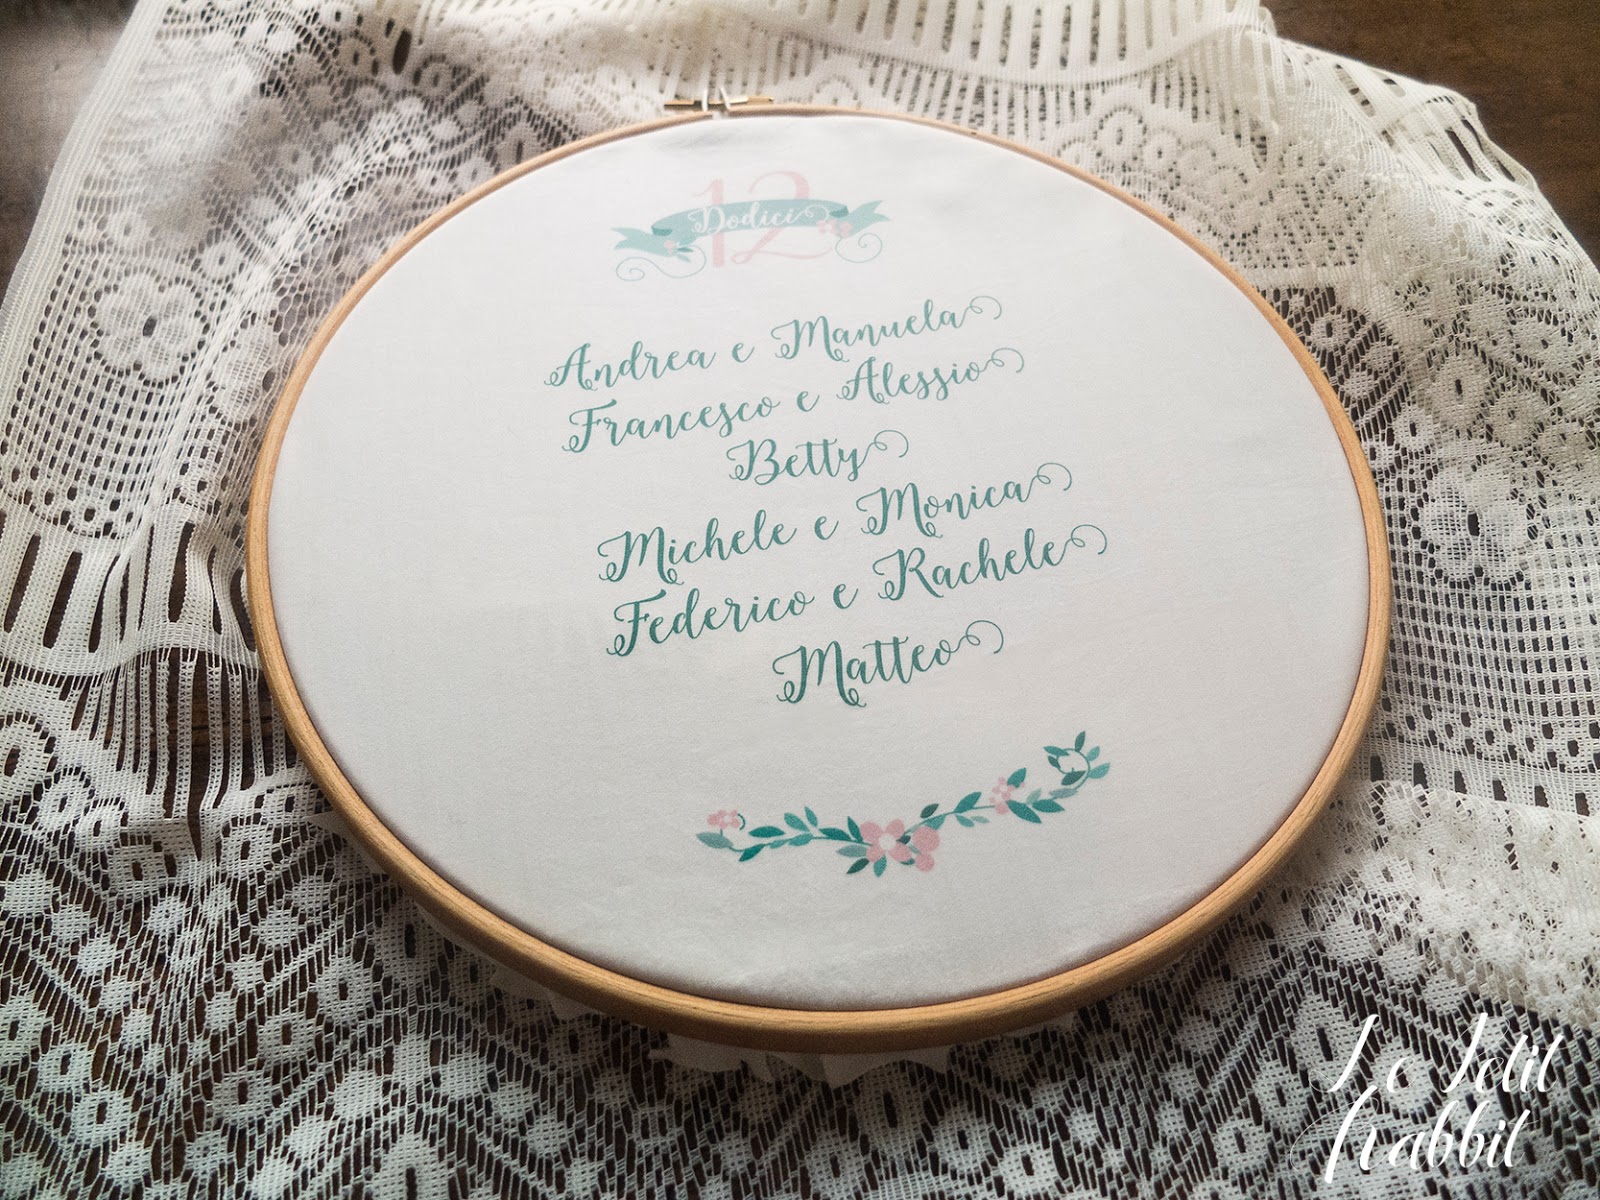 12
Dodici
Andrea e Manuela
Francesco e Alessio
Betty
Michele e Monica
Federico e Rachele
Matteo
Le Petit
Rabbit